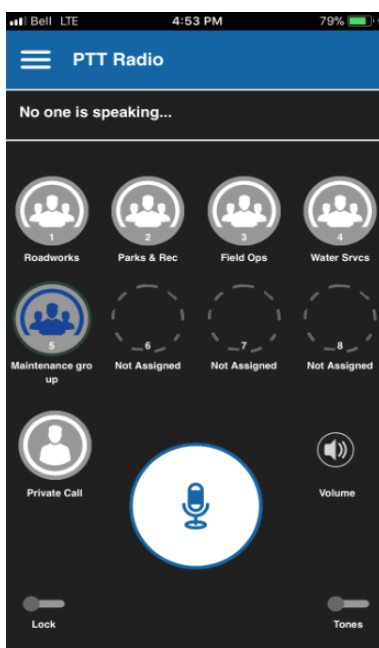 Bell LTE 4:53 PM 79%
PTT Radio
No one is speaking...
1 2 3 4
Roadworks Parks & Rec Field Ops Water Srvcs
5 6 7 8
Maintenance gro Not Assigned Not Assigned Not Assigned
up
Private Call Volume
Lock Tones